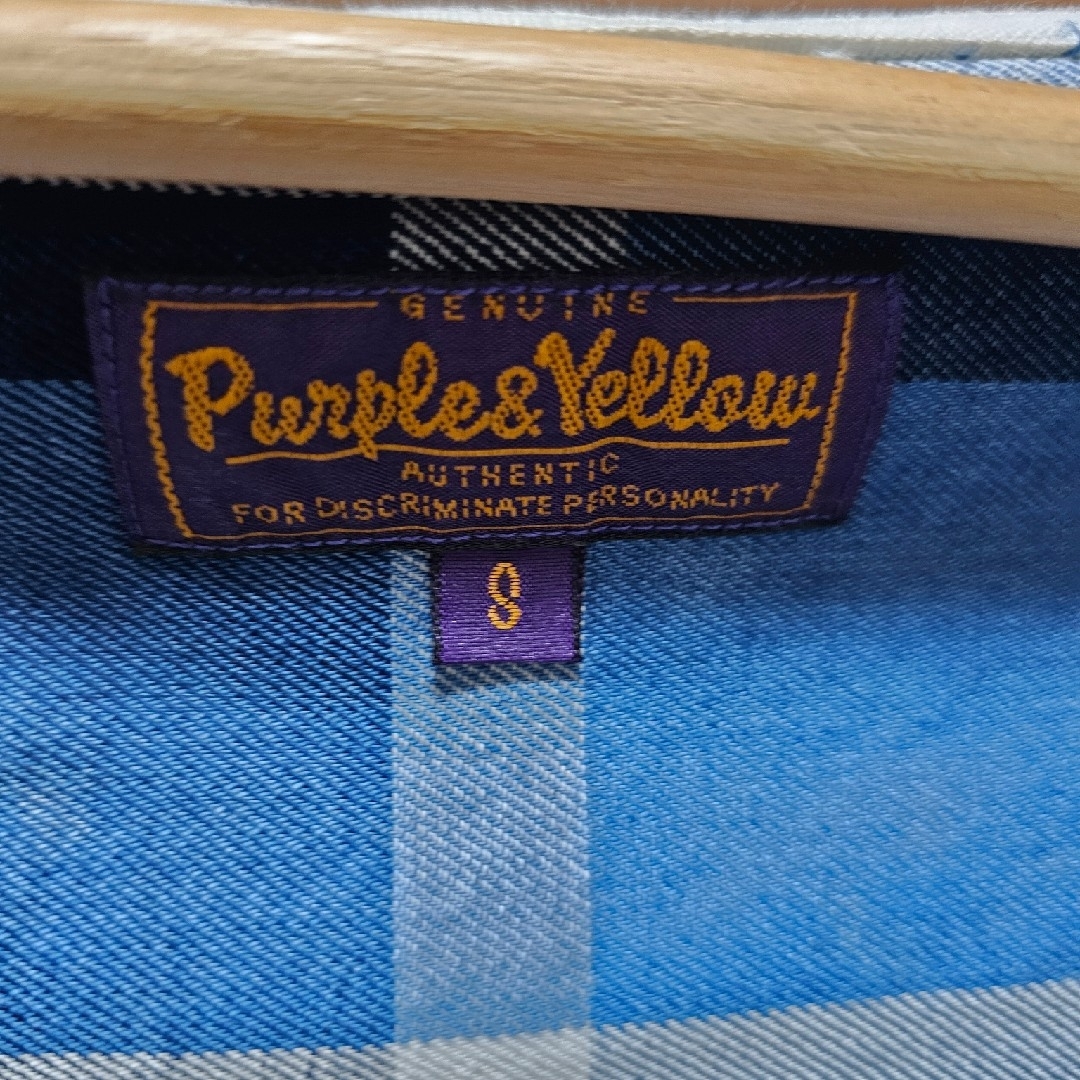 GENUINE
Purple&Yellow
AUTHENTIC
FOR DISCRIMINATE PERSONALITY
S